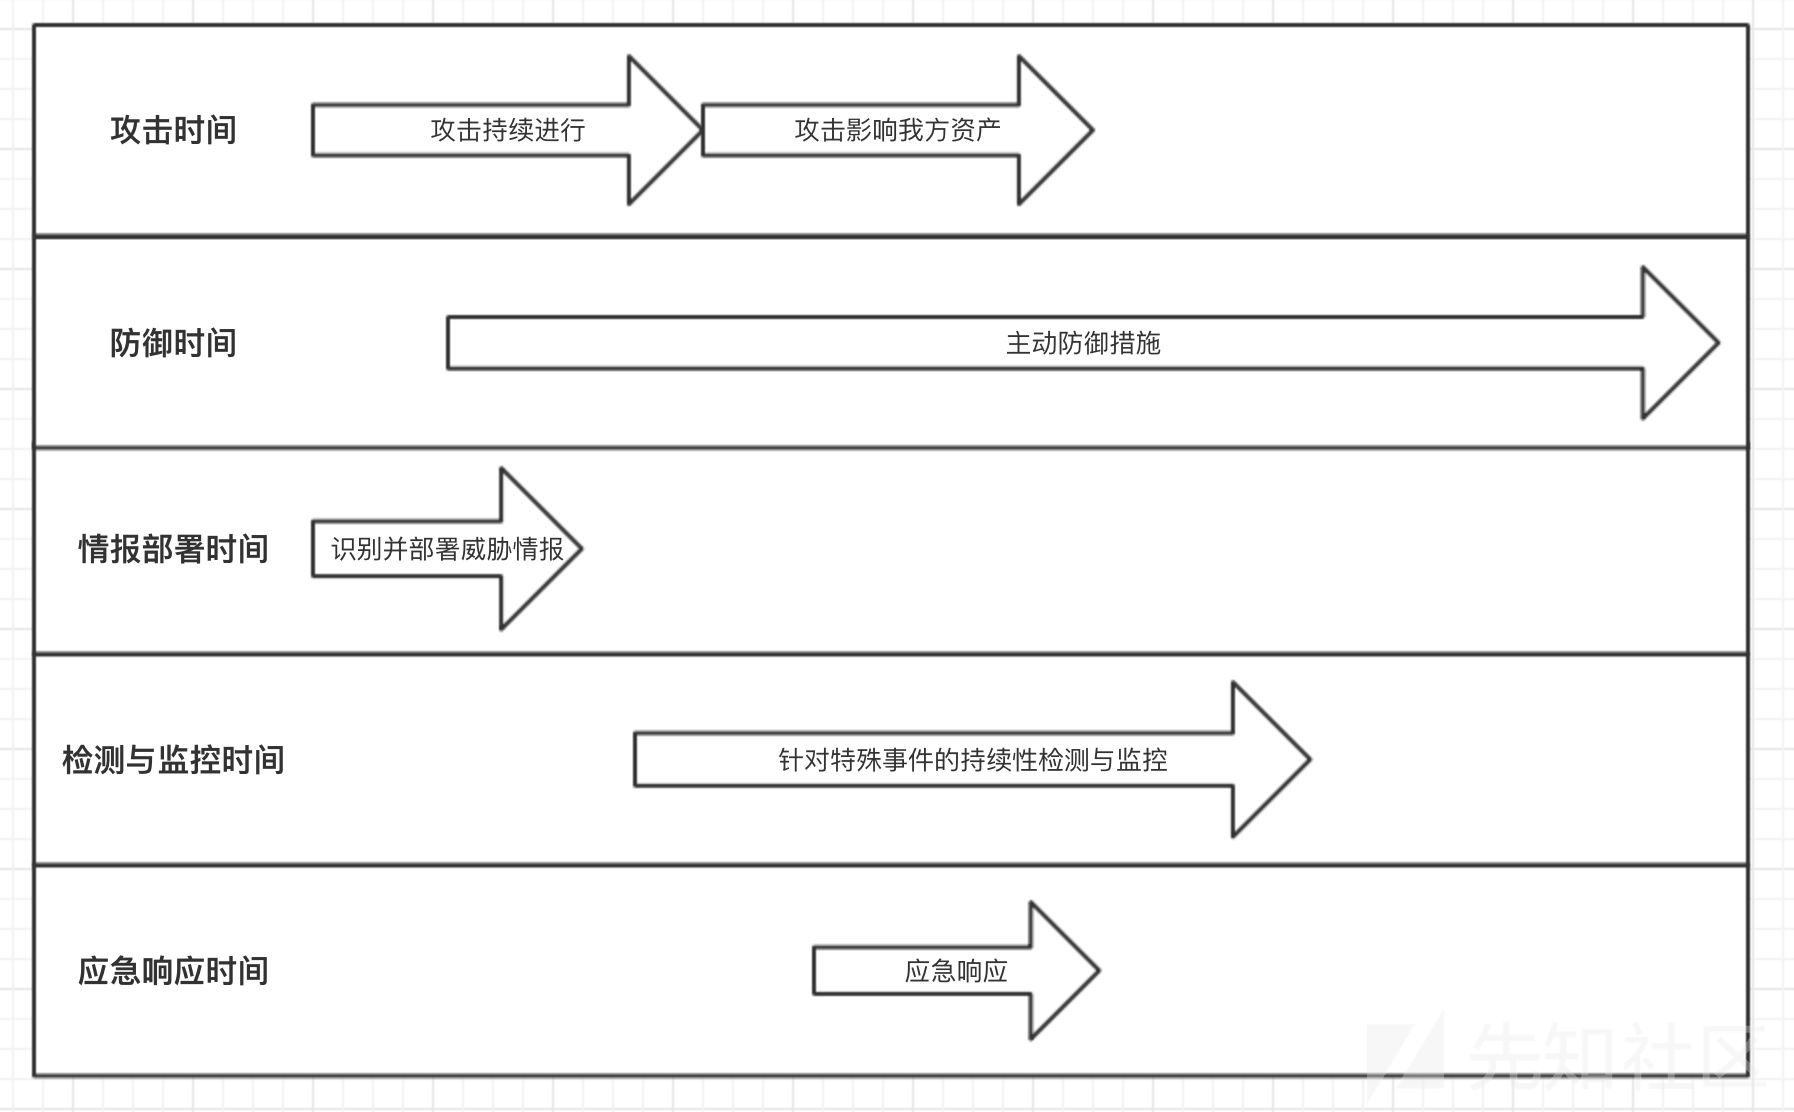 攻击时间
攻击持续进行
攻击影响我方资产
防御时间
主动防御措施
情报部署时间
识别并部署威胁情报
检测与监控时间
针对特殊事件的持续性检测与监控
应急响应时间
应急响应
先知社区